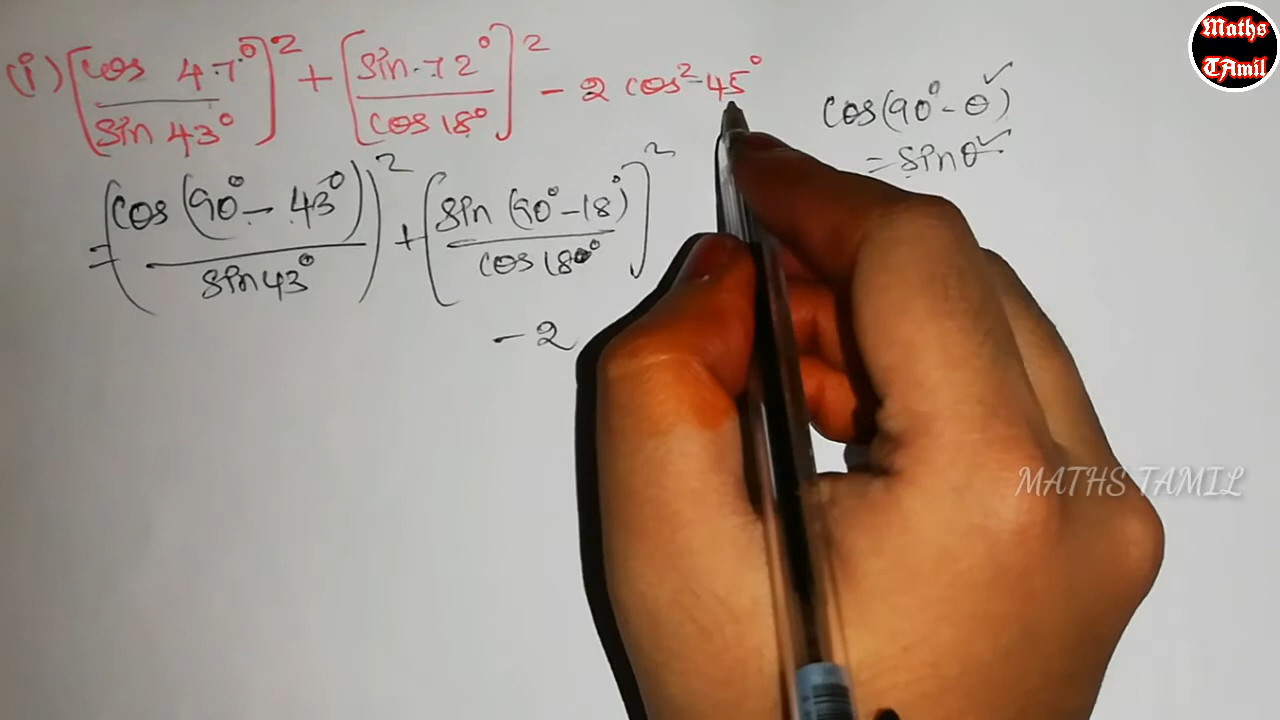 Maths
TAmil
(i) [cos 47° / sin 43°]² + [sin 72° / cos 18°]² - 2 cos² 45°
cos(90° - θ) ✓
= sinθ ✓
= (cos (90° - 43°) / sin 43°)² + [sin (90° - 18°) / cos 18°]²
- 2
MATHS TAMIL